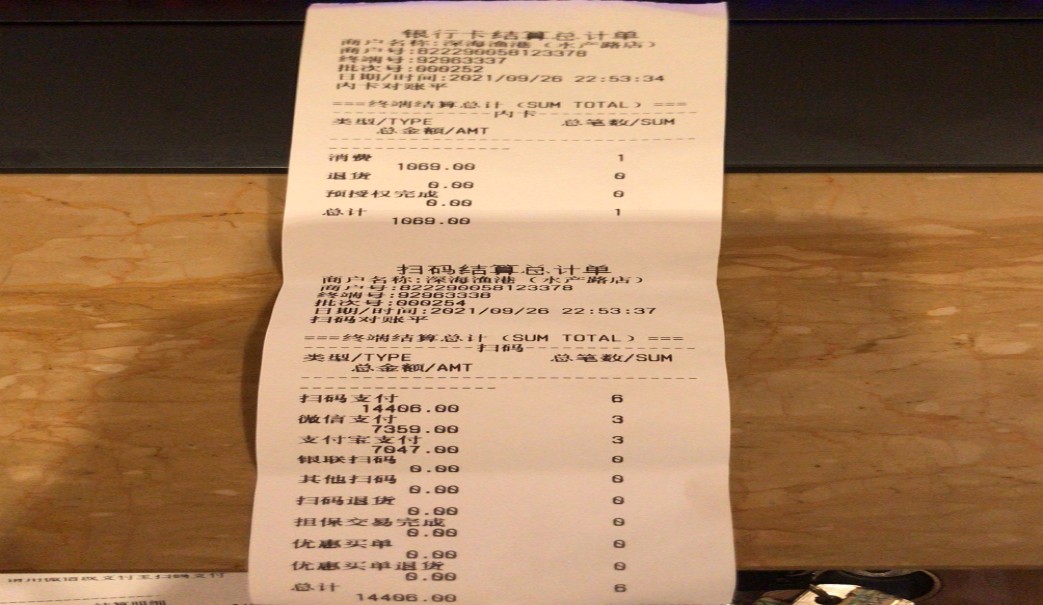 银行卡结算总计单
商户名称:深海渔港（水产路店）
商户号:822290058123378
终端号:92963337
批次号:000252
日期/时间:2021/09/26 22:53:34
内卡对账平
===终端结算总计（SUM TOTAL）===
----------------内卡----------------
类型/TYPE 总笔数/SUM
总金额/AMT
消费 1
1069.00
退货 0
0.00
预授权完成 0
0.00
总计 1
1069.00
扫码结算总计单
商户名称:深海渔港（水产路店）
商户号:822290058123378
终端号:92963338
批次号:000254
日期/时间:2021/09/26 22:53:37
扫码对账平
===终端结算总计（SUM TOTAL）===
----------------扫码----------------
类型/TYPE 总笔数/SUM
总金额/AMT
扫码支付 6
14406.00
微信支付 3
7359.00
支付宝支付 3
7047.00
银联扫码 0
0.00
其他扫码 0
0.00
扫码退货 0
0.00
担保交易完成 0
0.00
优惠买单 0
0.00
优惠买单退货 0
0.00
总计 6
14406.00
结算明细